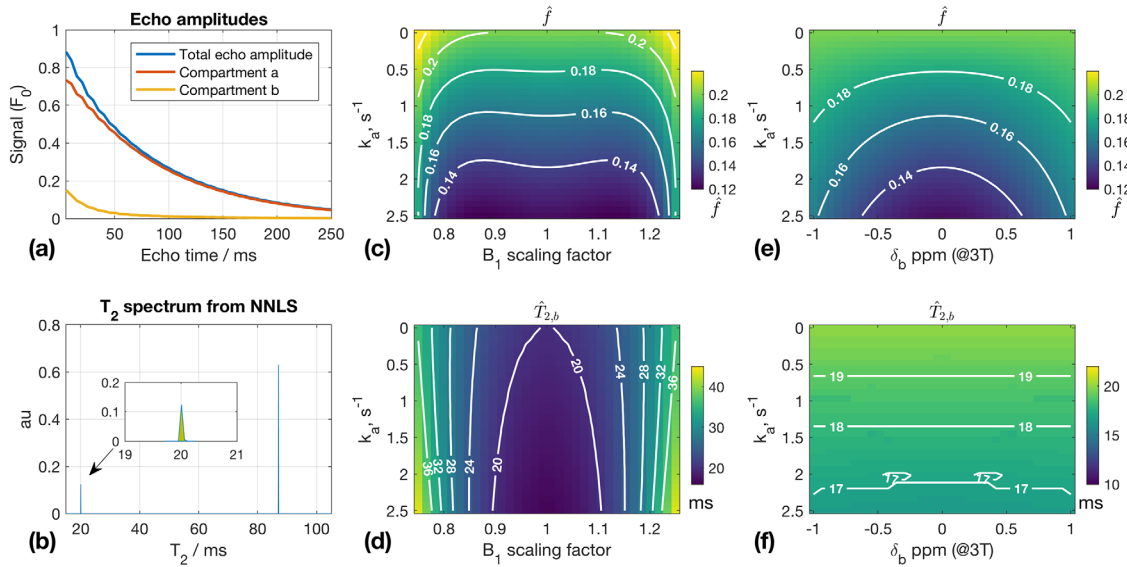 Echo amplitudes
Signal (F0)
1
0.8
0.6
0.4
0.2
0
Total echo amplitude
Compartment a
Compartment b
50 100 150 200 250
Echo time / ms
(a)
f̂
ka, s-1
0
0.5
1
1.5
2
2.5
0.2 0.2
0.18 0.18
0.16 0.16
0.14 0.14
0.8 0.9 1 1.1 1.2
B1 scaling factor
0.2
0.18
0.16
0.14
0.12
f̂
(c)
f̂
ka, s-1
0
0.5
1
1.5
2
2.5
0.18 0.18
0.16 0.16
0.14
-1 -0.5 0 0.5 1
δb ppm (@3T)
0.2
0.18
0.16
0.14
0.12
f̂
(e)
T2 spectrum from NNLS
au
0.8
0.6
0.4
0.2
0
0.2
0.1
0
19 20 21
20 40 60 80 100
T2 / ms
(b)
T̂2,b
ka, s-1
0
0.5
1
1.5
2
2.5
36 32 28 24 20 20 24 28 32 36
0.8 0.9 1 1.1 1.2
B1 scaling factor
40
30
20
ms
(d)
T̂2,b
ka, s-1
0
0.5
1
1.5
2
2.5
19 19
18 18
17 17 17 17
-1 -0.5 0 0.5 1
δb ppm (@3T)
20
15
10
ms
(f)